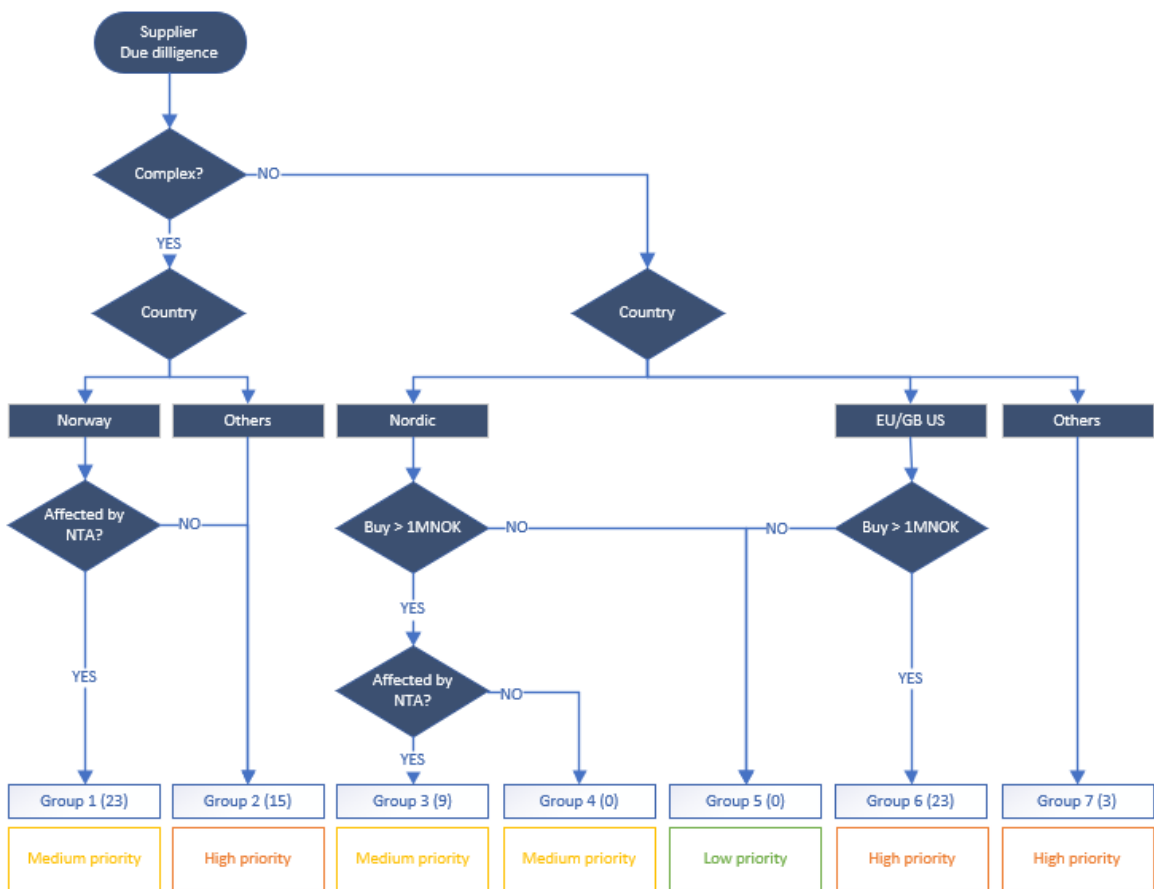 Supplier
Due dilligence
Complex?
NO
YES
Country
Country
Norway
Others
Nordic
EU/GB US
Others
Affected by
NTA?
NO
Buy > 1MNOK
NO
NO
Buy > 1MNOK
YES
YES
Affected by
NTA?
NO
YES
YES
Group 1 (23)
Group 2 (15)
Group 3 (9)
Group 4 (0)
Group 5 (0)
Group 6 (23)
Group 7 (3)
Medium priority
High priority
Medium priority
Medium priority
Low priority
High priority
High priority